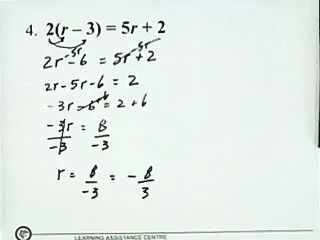 4. 2(r − 3) = 5r + 2
2r -5r -6 = 5r -5r +2
2r - 5r - 6 = 2
-3r - 6 +6 = 2 + 6
-3r/-3 = 8/-3
r = 8/-3 = - 8/3
LEARNING ASSISTANCE CENTRE